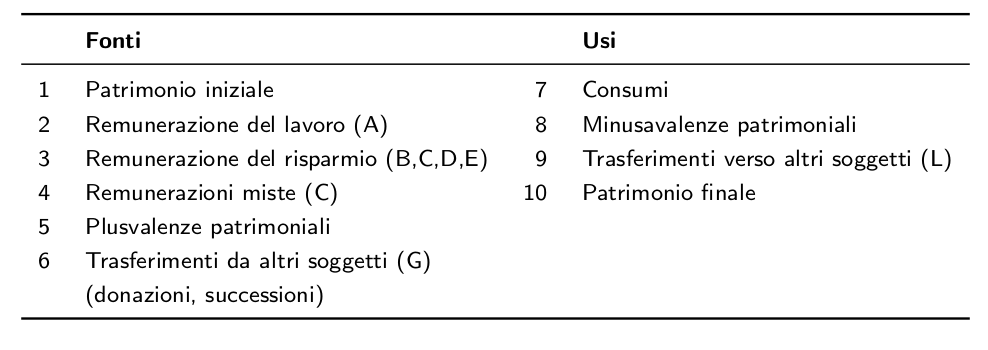 Fonti Usi
1 Patrimonio iniziale 7 Consumi
2 Remunerazione del lavoro (A) 8 Minusavalenze patrimoniali
3 Remunerazione del risparmio (B,C,D,E) 9 Trasferimenti verso altri soggetti (L)
4 Remunerazioni miste (C) 10 Patrimonio finale
5 Plusvalenze patrimoniali
6 Trasferimenti da altri soggetti (G)
(donazioni, successioni)